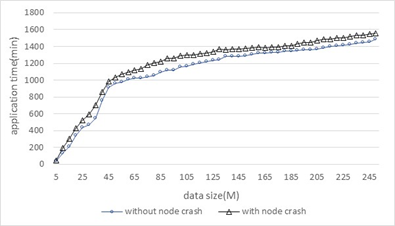 1800
1600
1400
1200
1000
800
600
400
200
0
application time(min)
5 25 45 65 85 105 125 145 165 185 205 225 245
data size(M)
without node crash with node crash